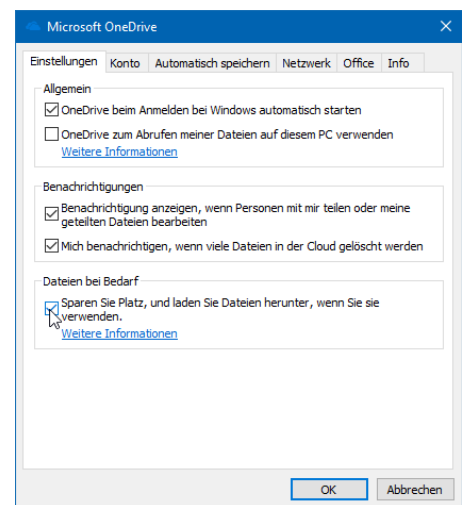 Microsoft OneDrive
Einstellungen Konto Automatisch speichern Netzwerk Office Info
Allgemein
OneDrive beim Anmelden bei Windows automatisch starten
OneDrive zum Abrufen meiner Dateien auf diesem PC verwenden
Weitere Informationen
Benachrichtigungen
Benachrichtigung anzeigen, wenn Personen mit mir teilen oder meine
geteilten Dateien bearbeiten
Mich benachrichtigen, wenn viele Dateien in der Cloud gelöscht werden
Dateien bei Bedarf
Sparen Sie Platz, und laden Sie Dateien herunter, wenn Sie sie
verwenden.
Weitere Informationen
OK Abbrechen